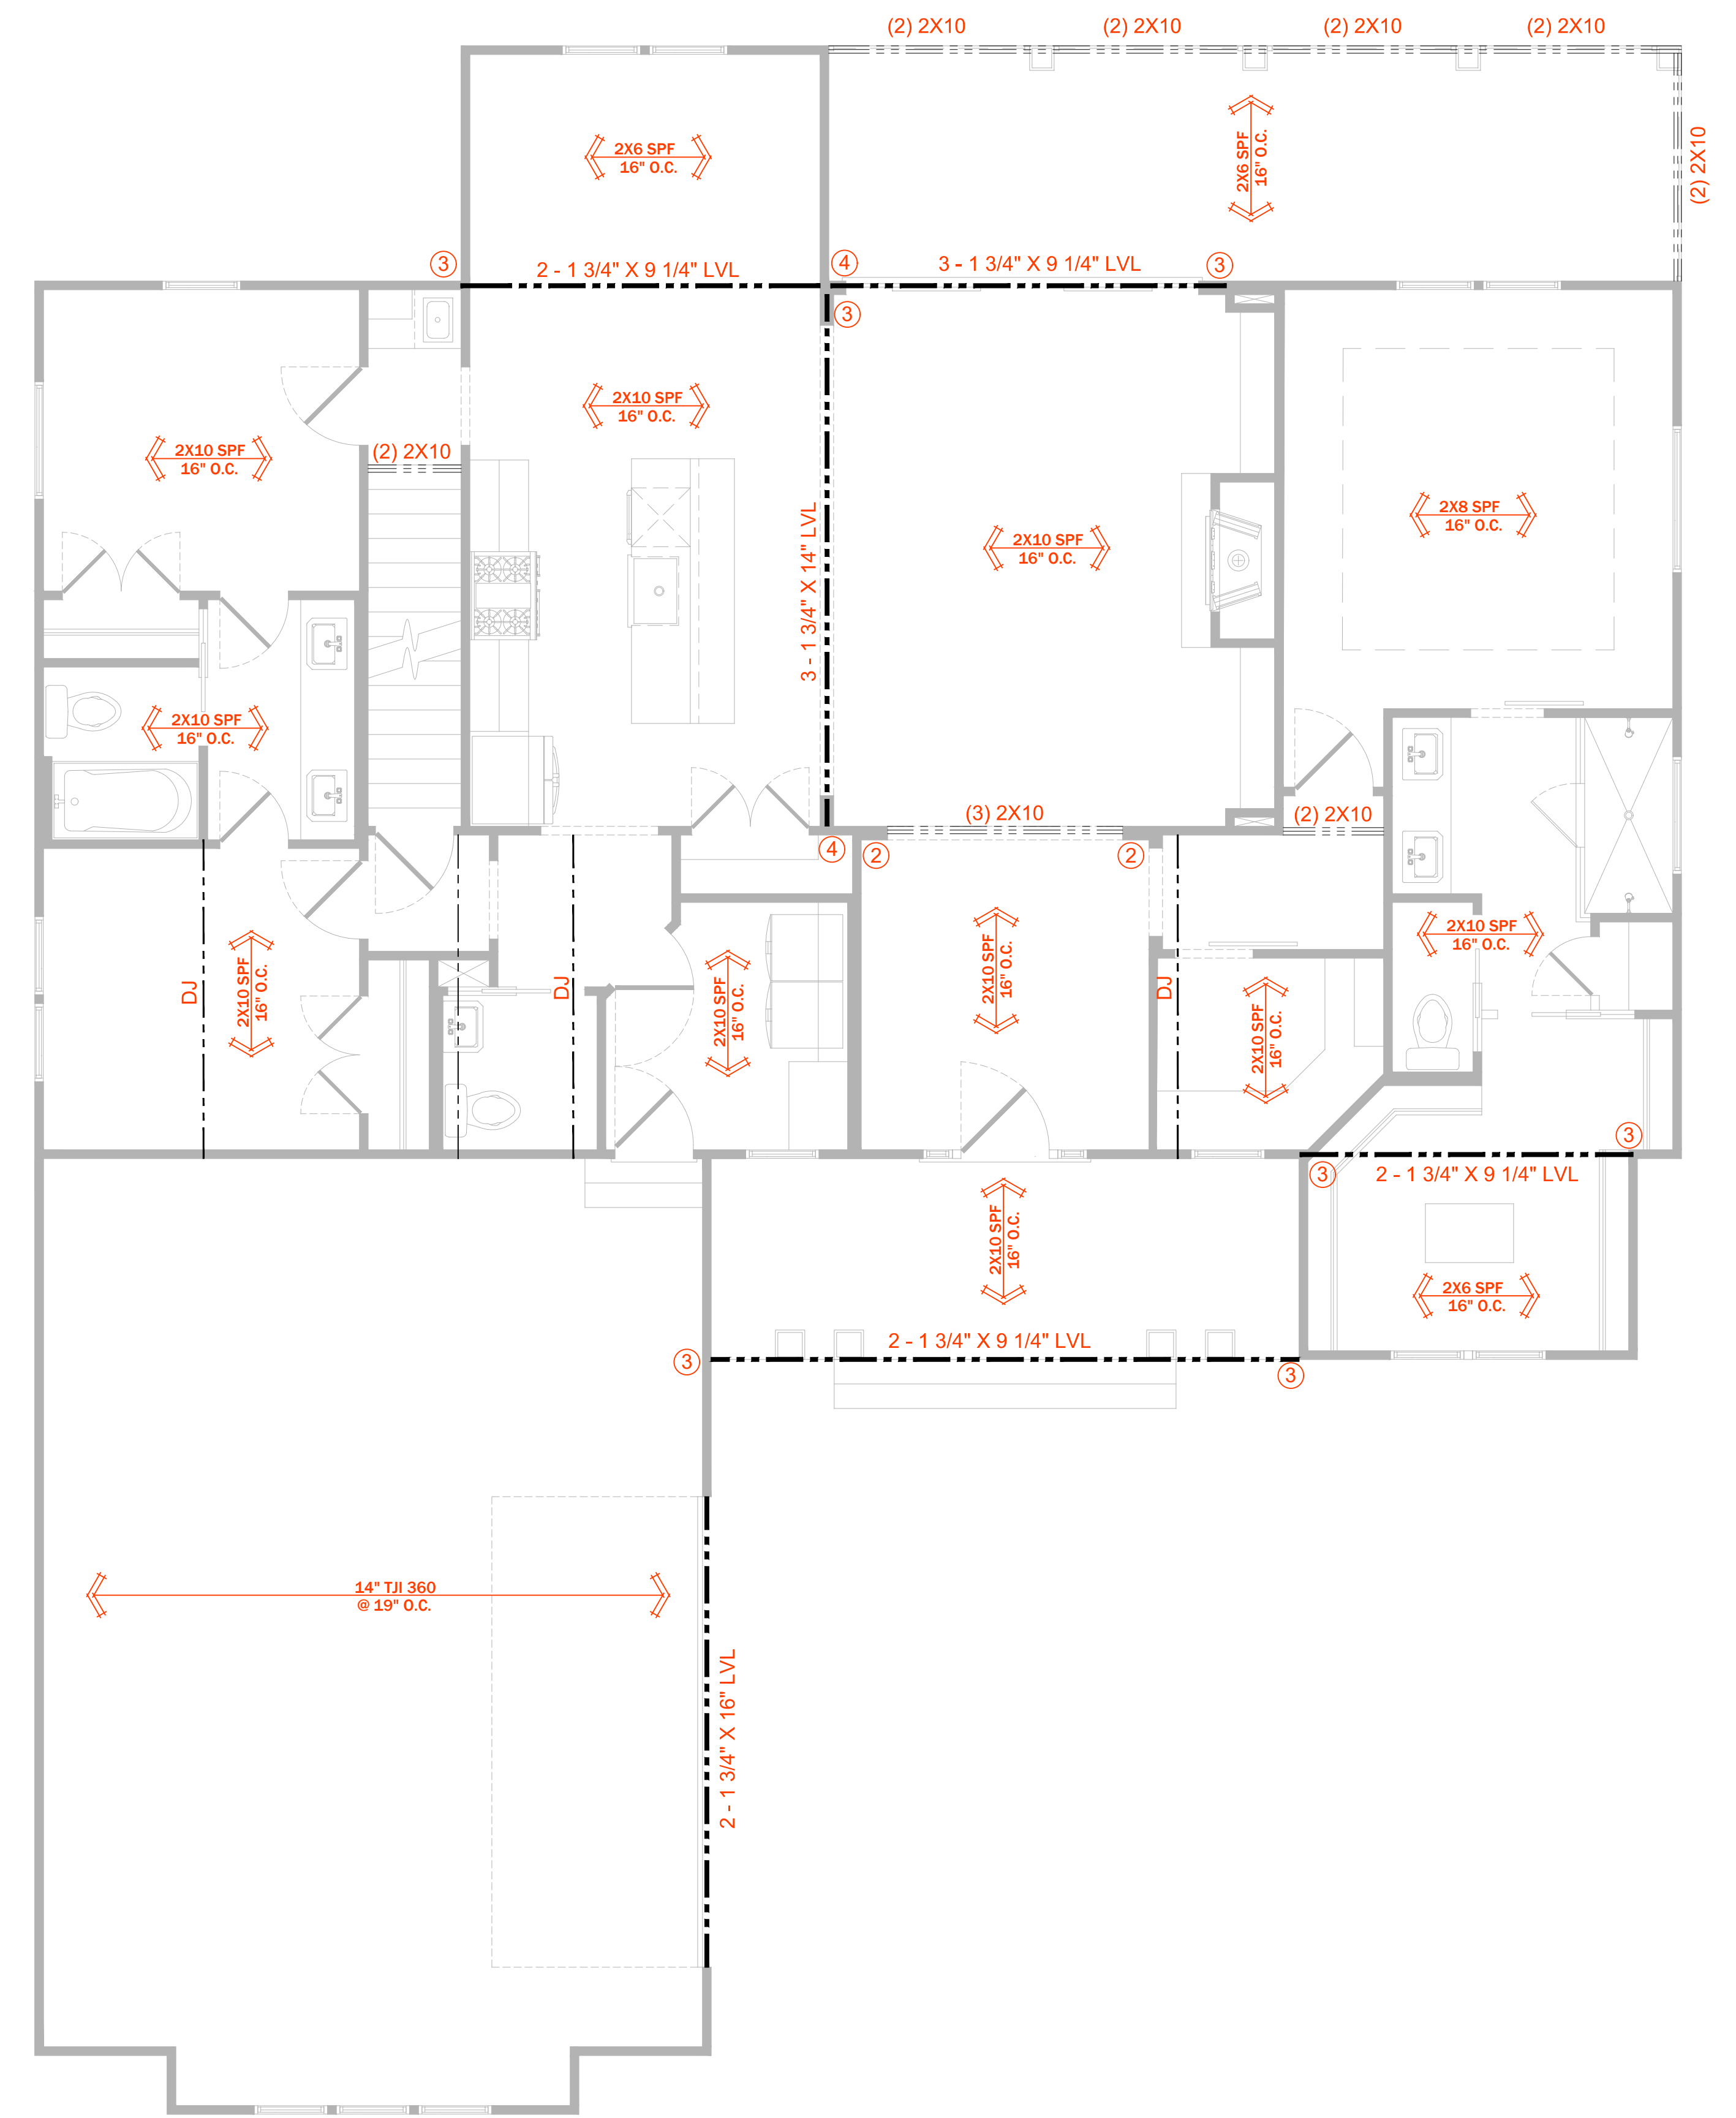 (2) 2X10
(2) 2X10
(2) 2X10
(2) 2X10
2X6 SPF
16" O.C.
2X6 SPF
16" O.C.
(2) 2X10
3
2 - 1 3/4" X 9 1/4" LVL
4
3 - 1 3/4" X 9 1/4" LVL
3
3
2X10 SPF
16" O.C.
2X10 SPF
16" O.C.
(2) 2X10
3 - 1 3/4" X 14" LVL
2X10 SPF
16" O.C.
2X8 SPF
16" O.C.
2X10 SPF
16" O.C.
(3) 2X10
(2) 2X10
4
2
2
2X10 SPF
16" O.C.
DJ
2X10 SPF
16" O.C.
DJ
2X10 SPF
16" O.C.
2X10 SPF
16" O.C.
DJ
2X10 SPF
16" O.C.
3
3
2 - 1 3/4" X 9 1/4" LVL
2X10 SPF
16" O.C.
2X6 SPF
16" O.C.
2 - 1 3/4" X 9 1/4" LVL
3
3
14" TJI 360
@ 19" O.C.
2 - 1 3/4" X 16" LVL
2X10 SPF
16" O.C.